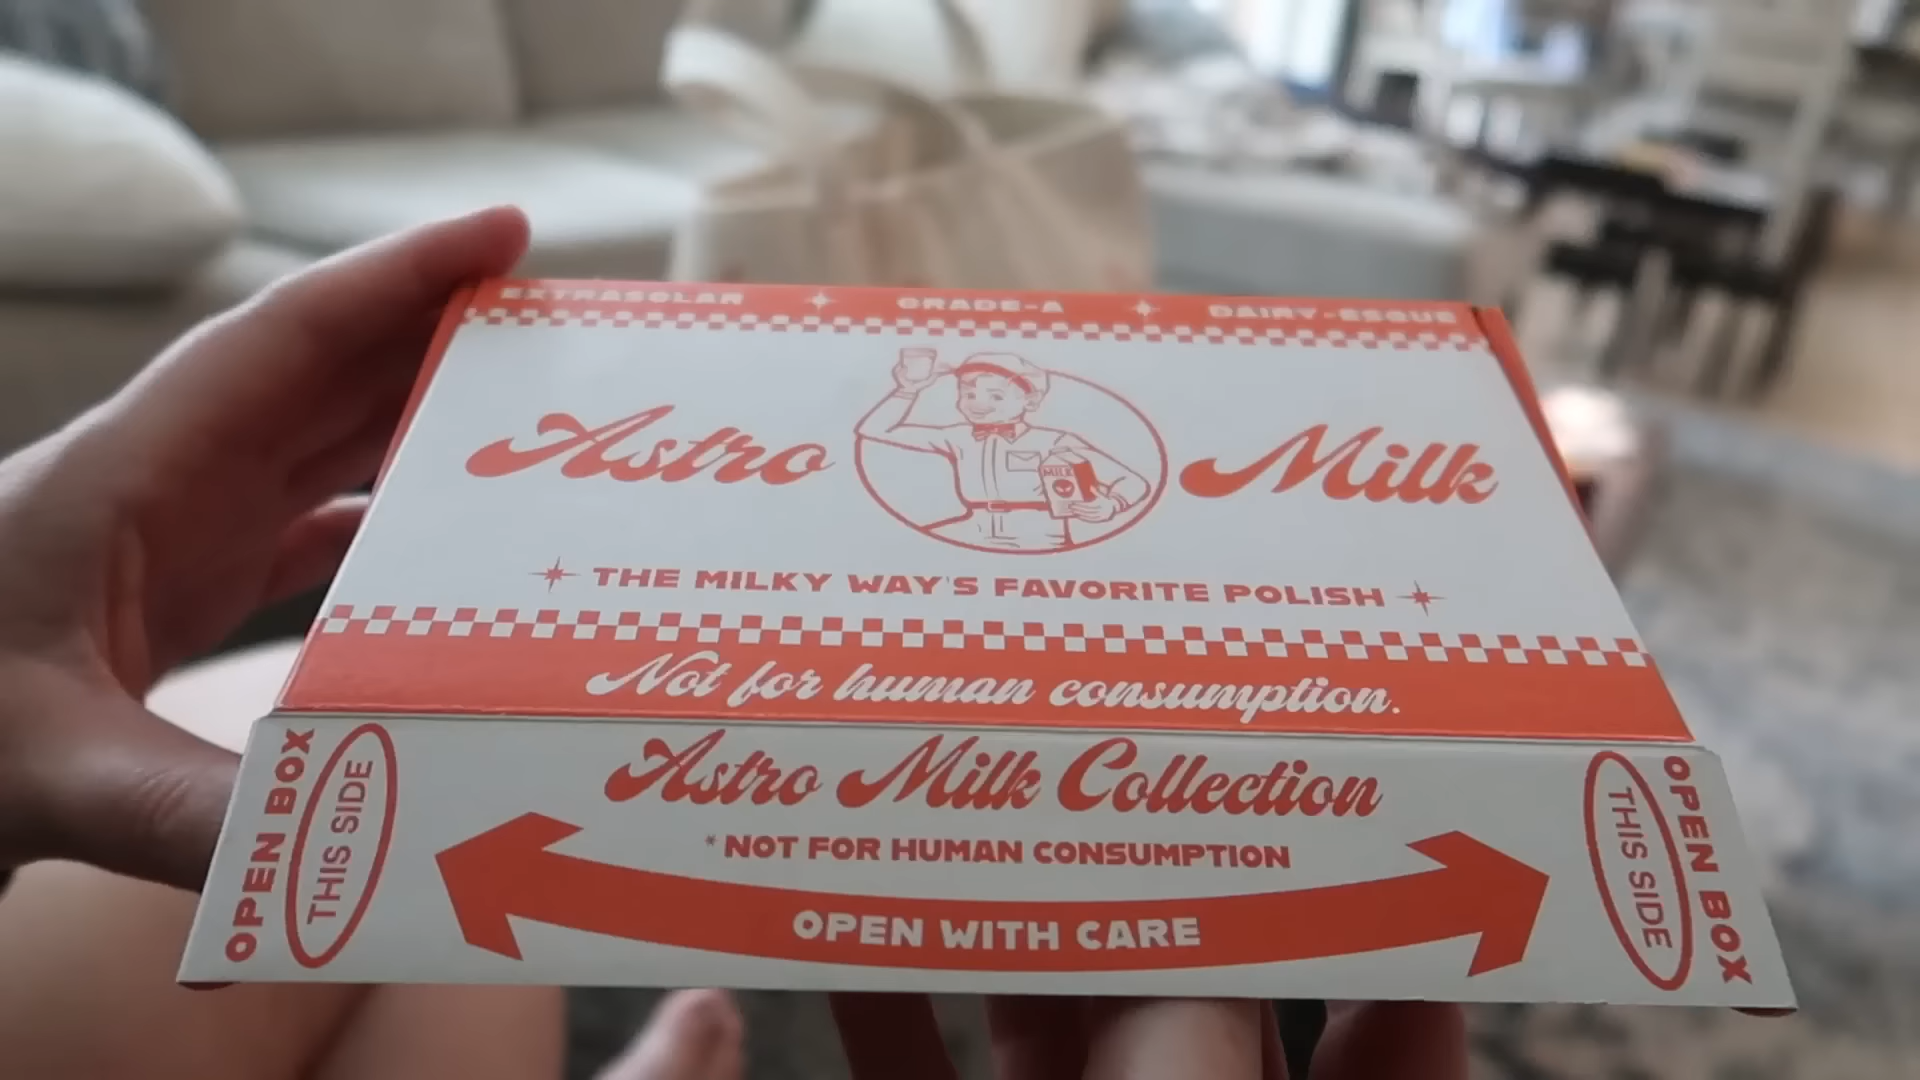 EXTRASOLAR GRADE-A DAIRY-ESQUE
Astro Milk
MILK
THE MILKY WAY'S FAVORITE POLISH
Not for human consumption.
Astro Milk Collection
*NOT FOR HUMAN CONSUMPTION
OPEN WITH CARE
OPEN BOX
THIS SIDE
THIS SIDE
OPEN BOX